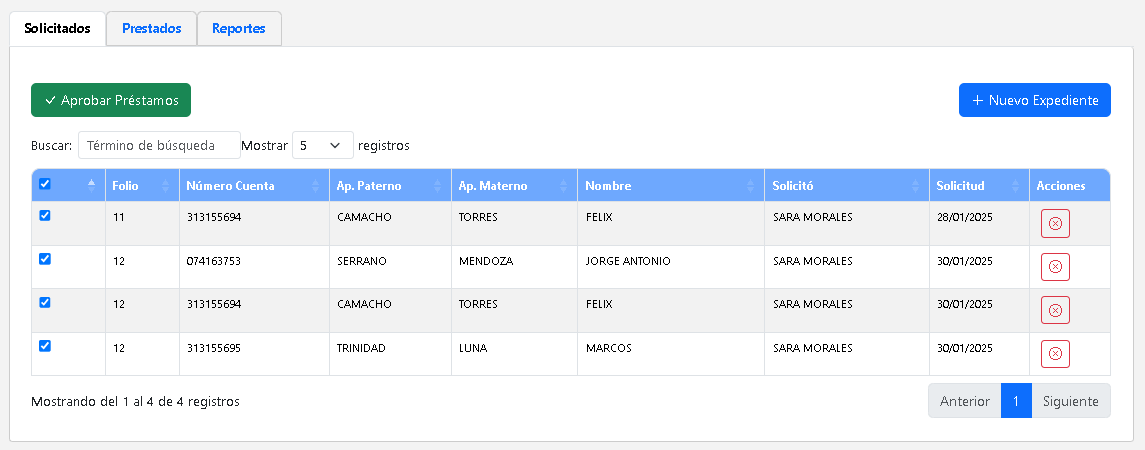 Solicitados Prestados Reportes
Aprobar Préstamos + Nuevo Expediente
Buscar: Término de búsqueda Mostrar 5 registros
Folio Número Cuenta Ap. Paterno Ap. Materno Nombre Solicitó Solicitud Acciones
11 313155694 CAMACHO TORRES FELIX SARA MORALES 28/01/2025
12 074163753 SERRANO MENDOZA JORGE ANTONIO SARA MORALES 30/01/2025
12 313155694 CAMACHO TORRES FELIX SARA MORALES 30/01/2025
12 313155695 TRINIDAD LUNA MARCOS SARA MORALES 30/01/2025
Mostrando del 1 al 4 de 4 registros Anterior 1 Siguiente